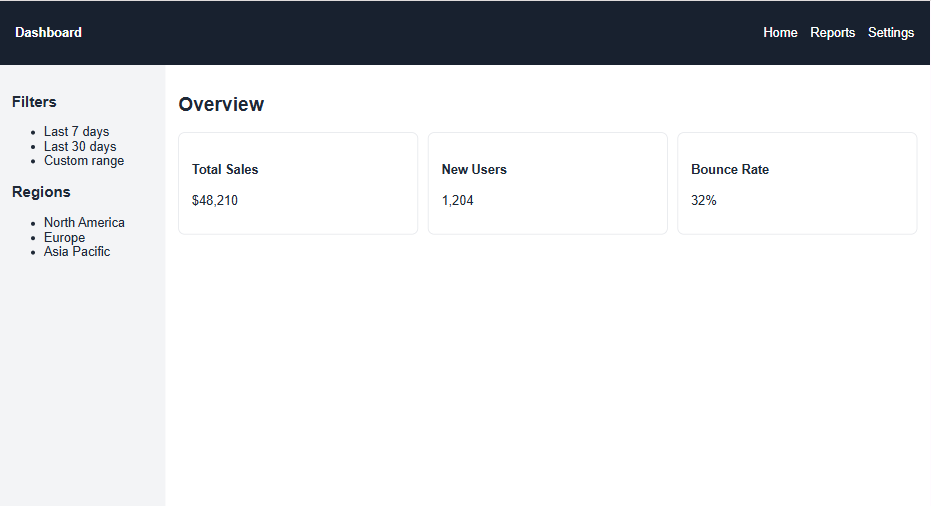 Dashboard
Home Reports Settings
Filters
Last 7 days
Last 30 days
Custom range
Regions
North America
Europe
Asia Pacific
Overview
Total Sales
$48,210
New Users
1,204
Bounce Rate
32%